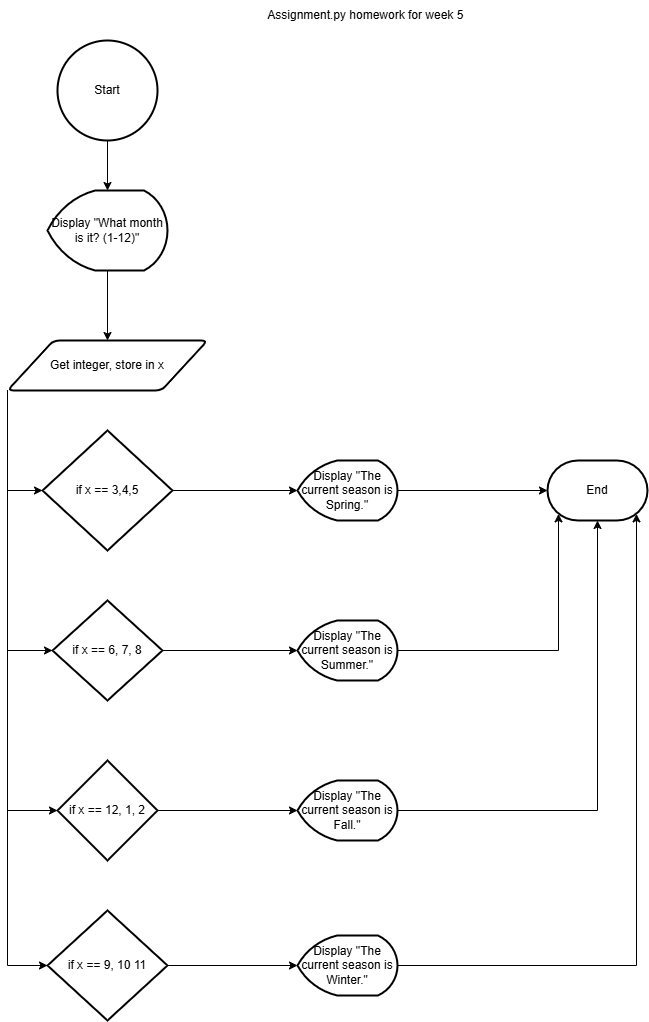 Assignment.py homework for week 5
Start
Display "What month
is it? (1-12)"
Get integer, store in x
if x == 3,4,5
Display "The
current season is
Spring."
End
if x == 6, 7, 8
Display "The
current season is
Summer."
if x == 12, 1, 2
Display "The
current season is
Fall."
if x == 9, 10 11
Display "The
current season is
Winter."